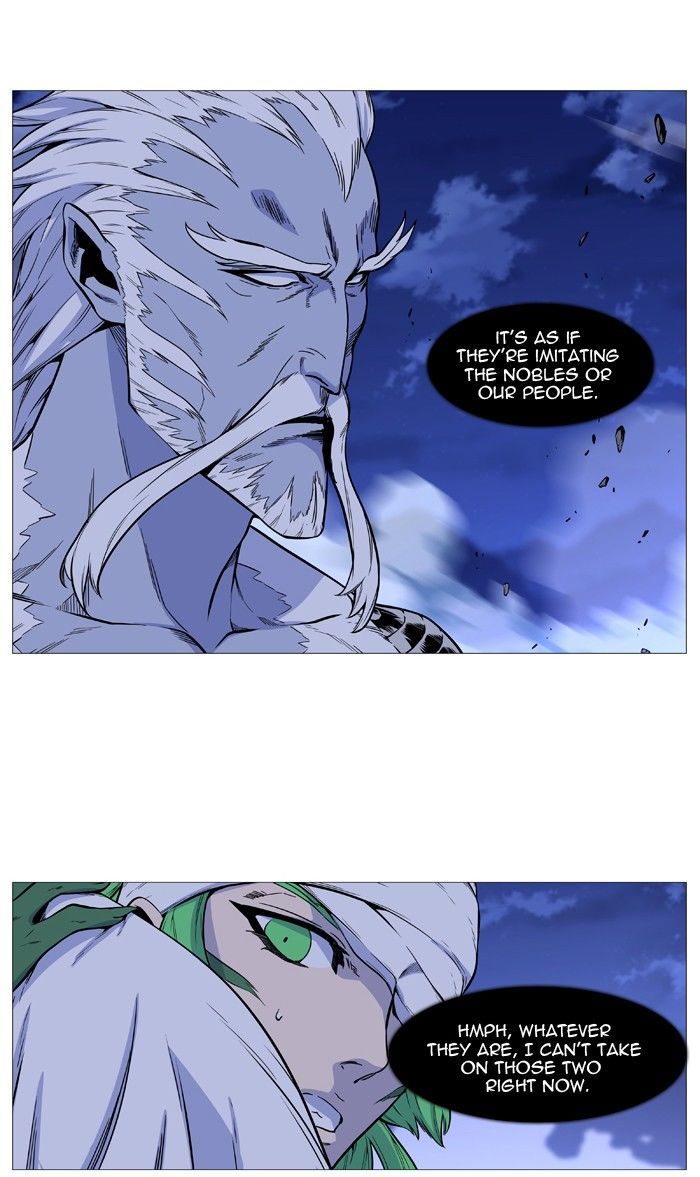 IT'S AS IF
THEY'RE IMITATING
THE NOBLES OR
OUR PEOPLE.
HMPH, WHATEVER
THEY ARE, I CAN'T TAKE
ON THOSE TWO
RIGHT NOW.